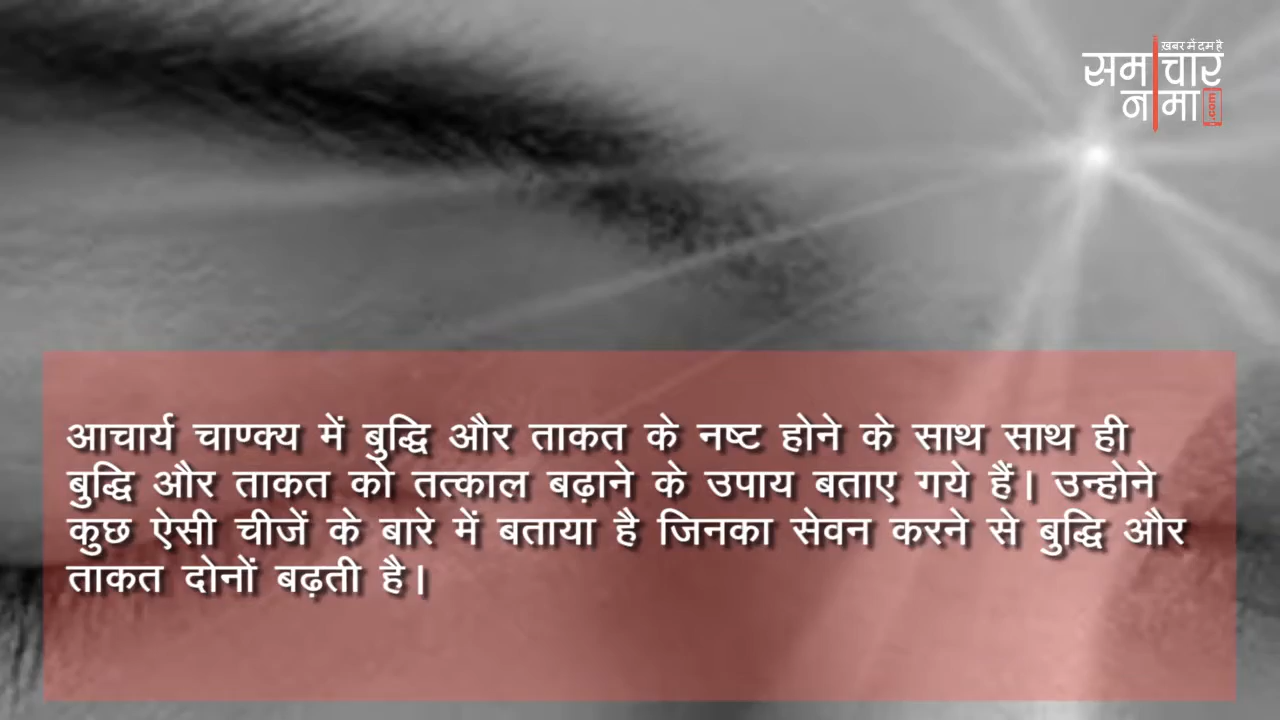 खबर में दम है
समाचार
नामा
.com
आचार्य चाणक्य में बुद्धि और ताकत के नष्ट होने के साथ साथ ही
बुद्धि और ताकत को तत्काल बढ़ाने के उपाय बताए गये हैं। उन्होने
कुछ ऐसी चीजें के बारे में बताया है जिनका सेवन करने से बुद्धि और
ताकत दोनों बढ़ती है।